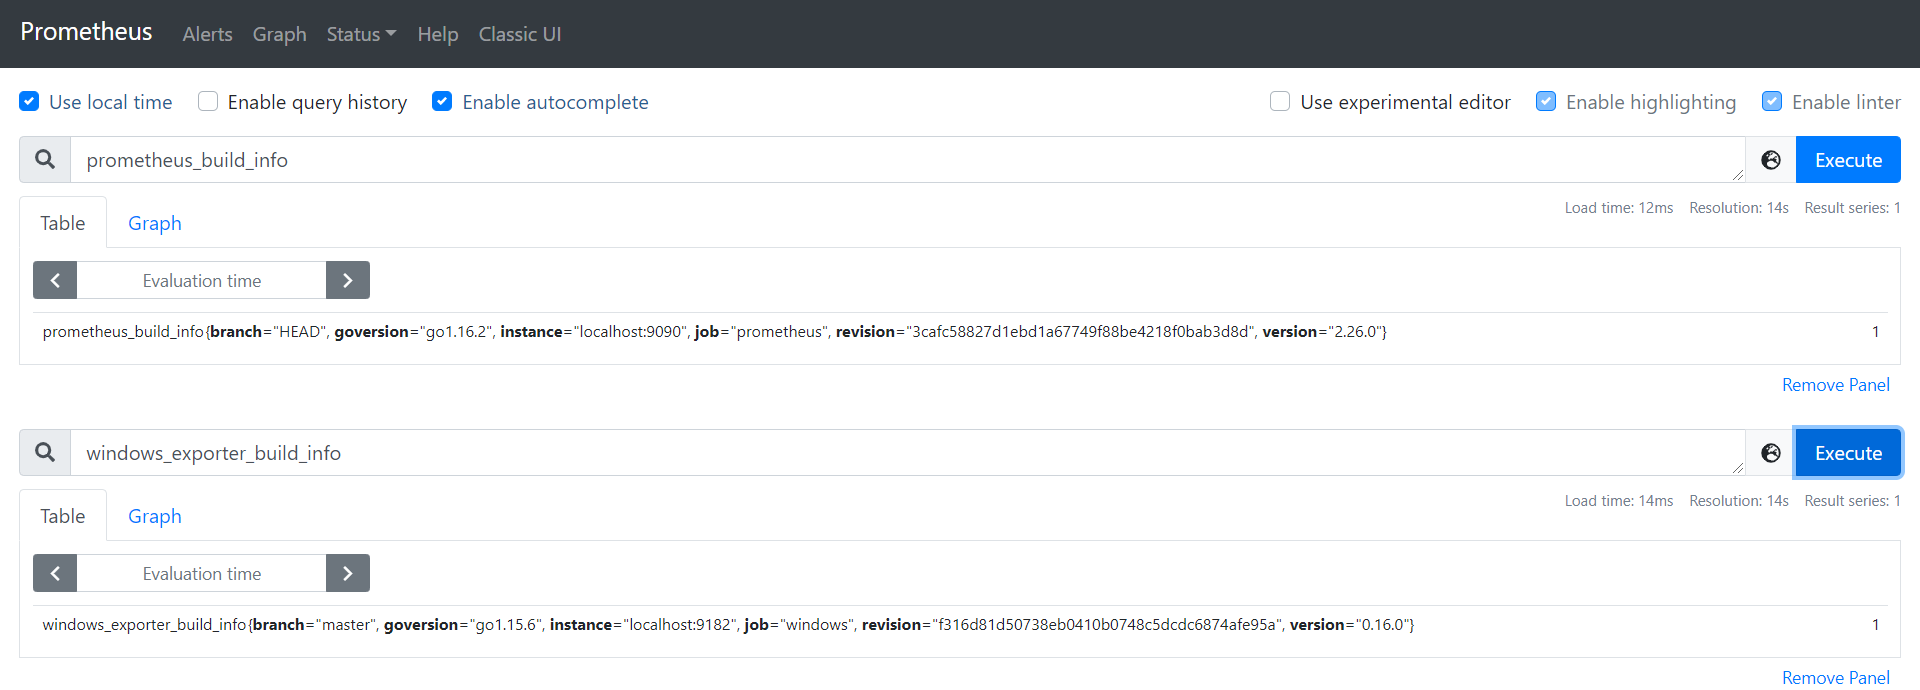 Prometheus Alerts Graph Status Help Classic UI
Use local time Enable query history Enable autocomplete Use experimental editor Enable highlighting Enable linter
prometheus_build_info Execute
Table Graph Load time: 12ms Resolution: 14s Result series: 1
Evaluation time
prometheus_build_info{branch="HEAD", goversion="go1.16.2", instance="localhost:9090", job="prometheus", revision="3cafc58827d1ebd1a67749f88be4218f0bab3d8d", version="2.26.0"} 1
Remove Panel
windows_exporter_build_info Execute
Table Graph Load time: 14ms Resolution: 14s Result series: 1
Evaluation time
windows_exporter_build_info{branch="master", goversion="go1.15.6", instance="localhost:9182", job="windows", revision="f316d81d50738eb0410b0748c5dcdc6874afe95a", version="0.16.0"} 1
Remove Panel